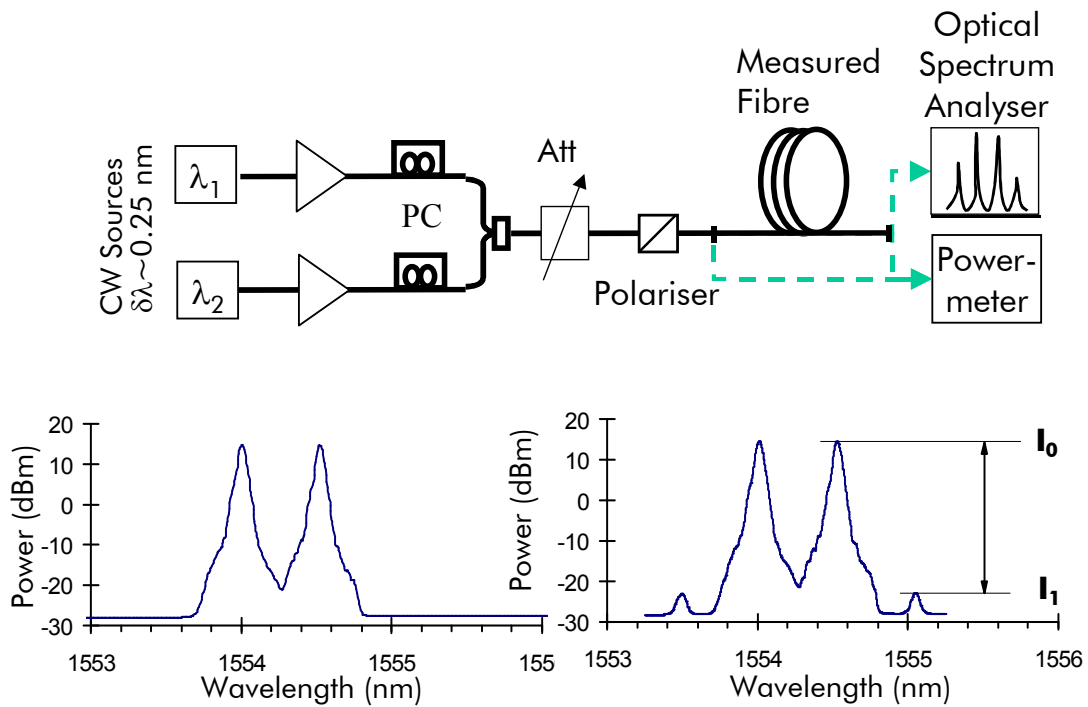 Optical
Spectrum
Analyser
Measured
Fibre
Att
CW Sources
δλ~0.25 nm
λ1
PC
λ2
Polariser
Power-
meter
20
10
0
-10
-20
-30
Power (dBm)
1553
1554
1555
155
Wavelength (nm)
20
10
0
-10
-20
-30
Power (dBm)
I0
I1
1553
1554
1555
1556
Wavelength (nm)